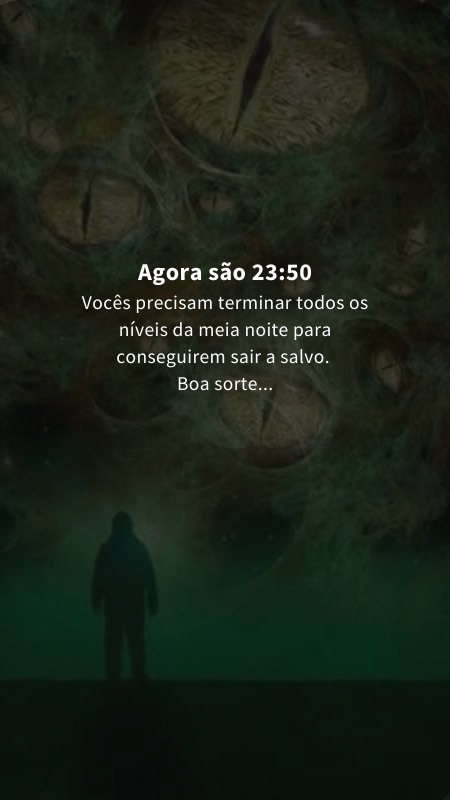 Agora são 23:50
Vocês precisam terminar todos os
níveis da meia noite para
conseguirem sair a salvo.
Boa sorte...